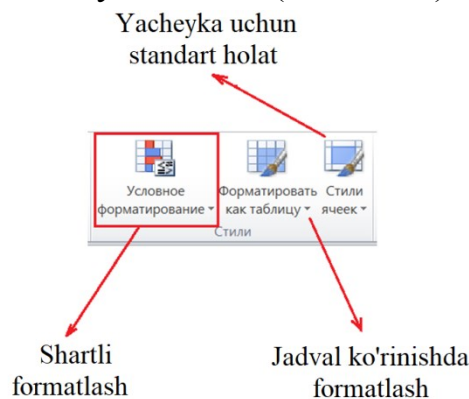 Yacheyka uchun
standart holat
Условное
форматирование
Форматировать
как таблицу
Стили
ячеек
Стили
Shartli
formatlash
Jadval ko'rinishda
formatlash